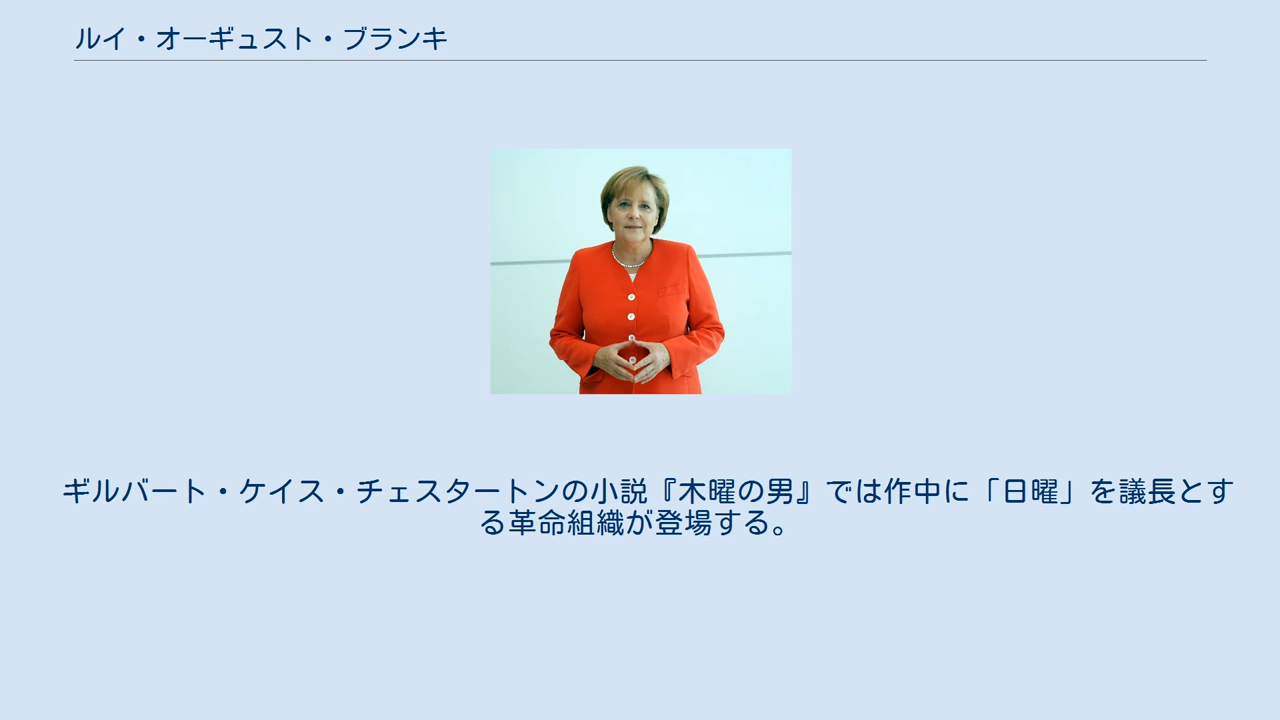 ルイ・オーギュスト・ブランキ
ギルバート・ケイス・チェスタートンの小説『木曜の男』では作中に「日曜」を議長とす
る革命組織が登場する。